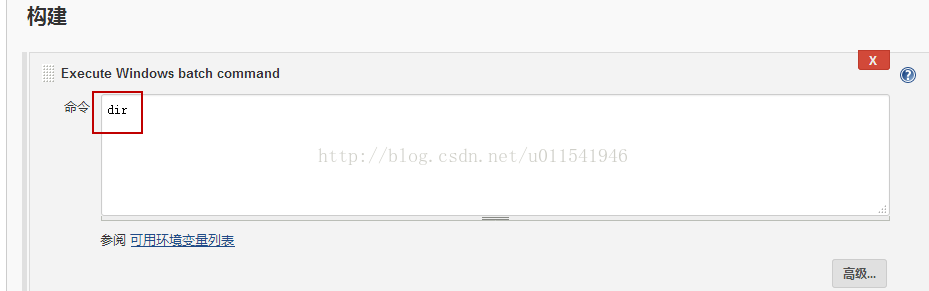 构建
Execute Windows batch command
X
?
命令
dir
http://blog.csdn.net/u011541946
参阅 可用环境变量列表
高级...